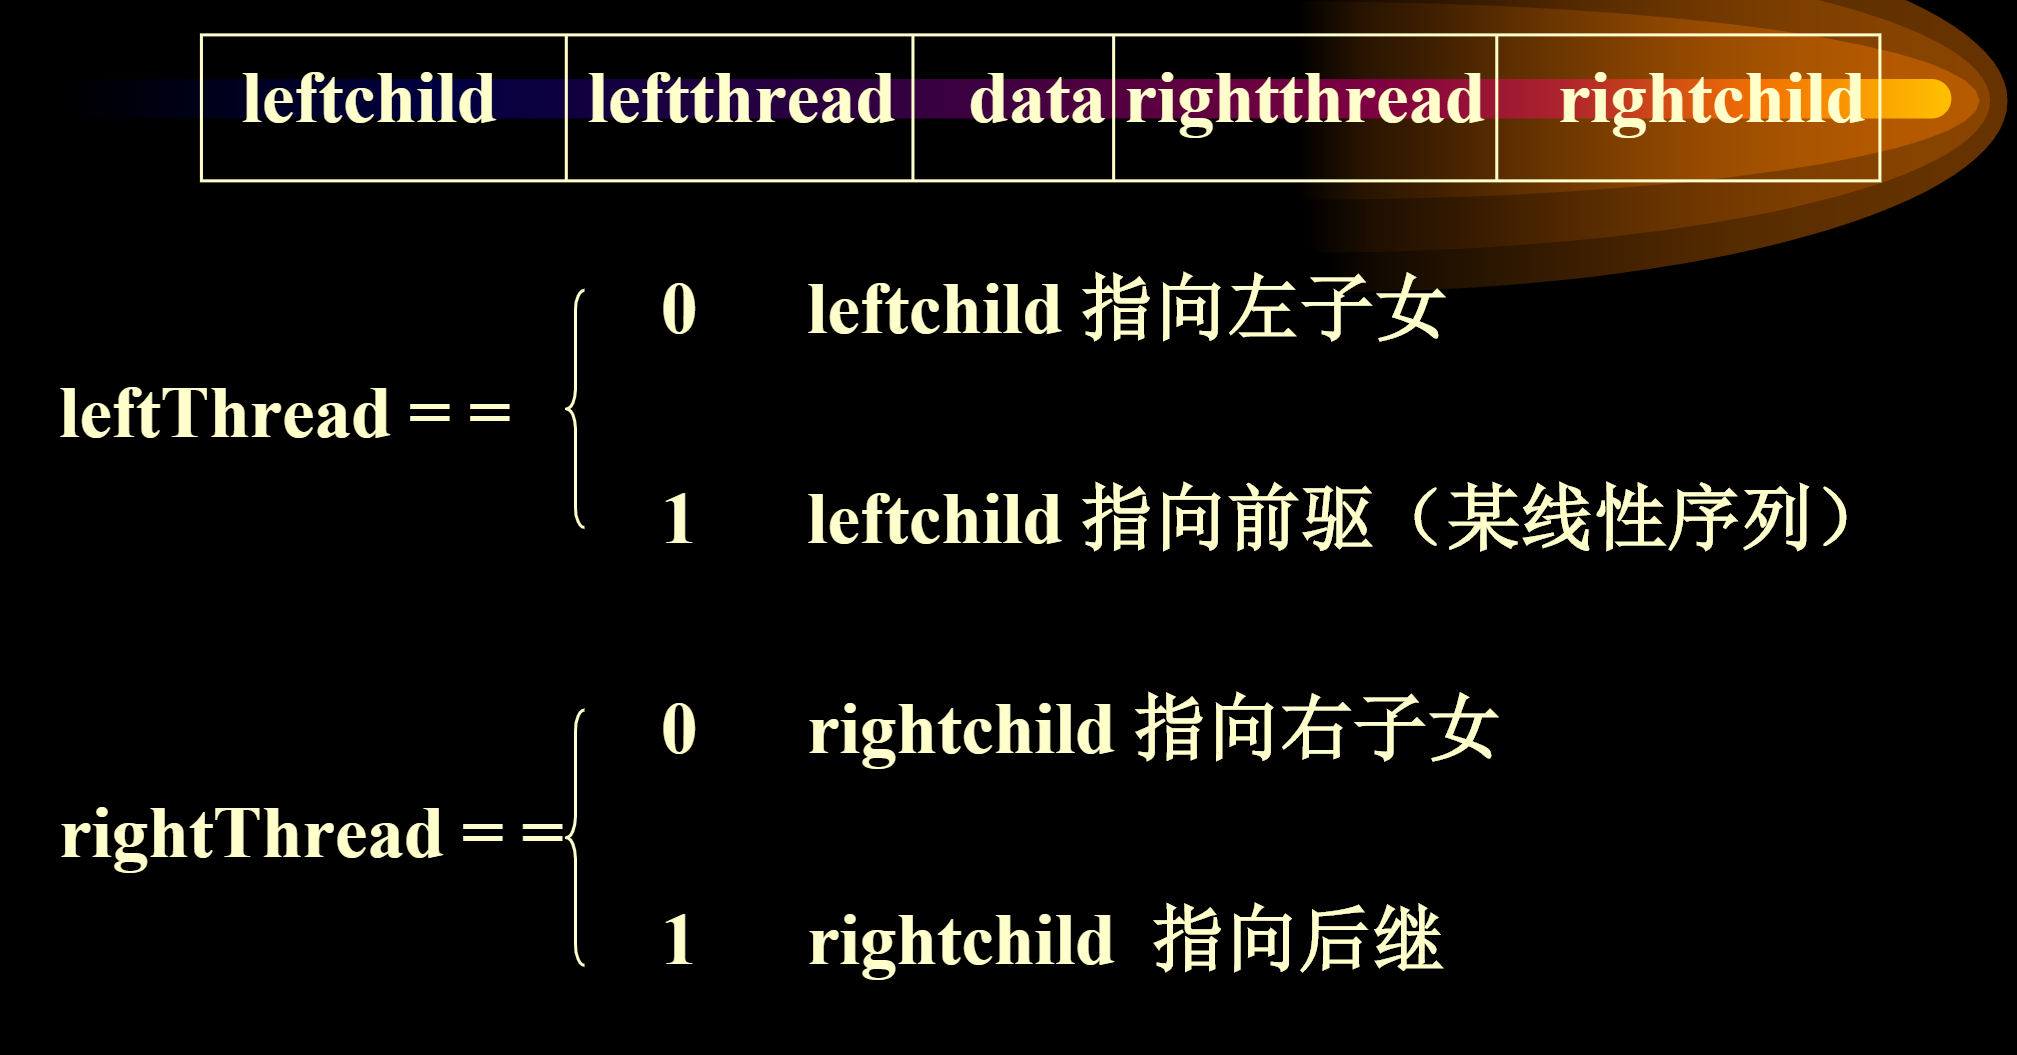 leftchild leftthread data rightthread rightchild
0 leftchild 指向左子女
leftThread = =
1 leftchild 指向前驱（某线性序列）
0 rightchild 指向右子女
rightThread = =
1 rightchild 指向后继